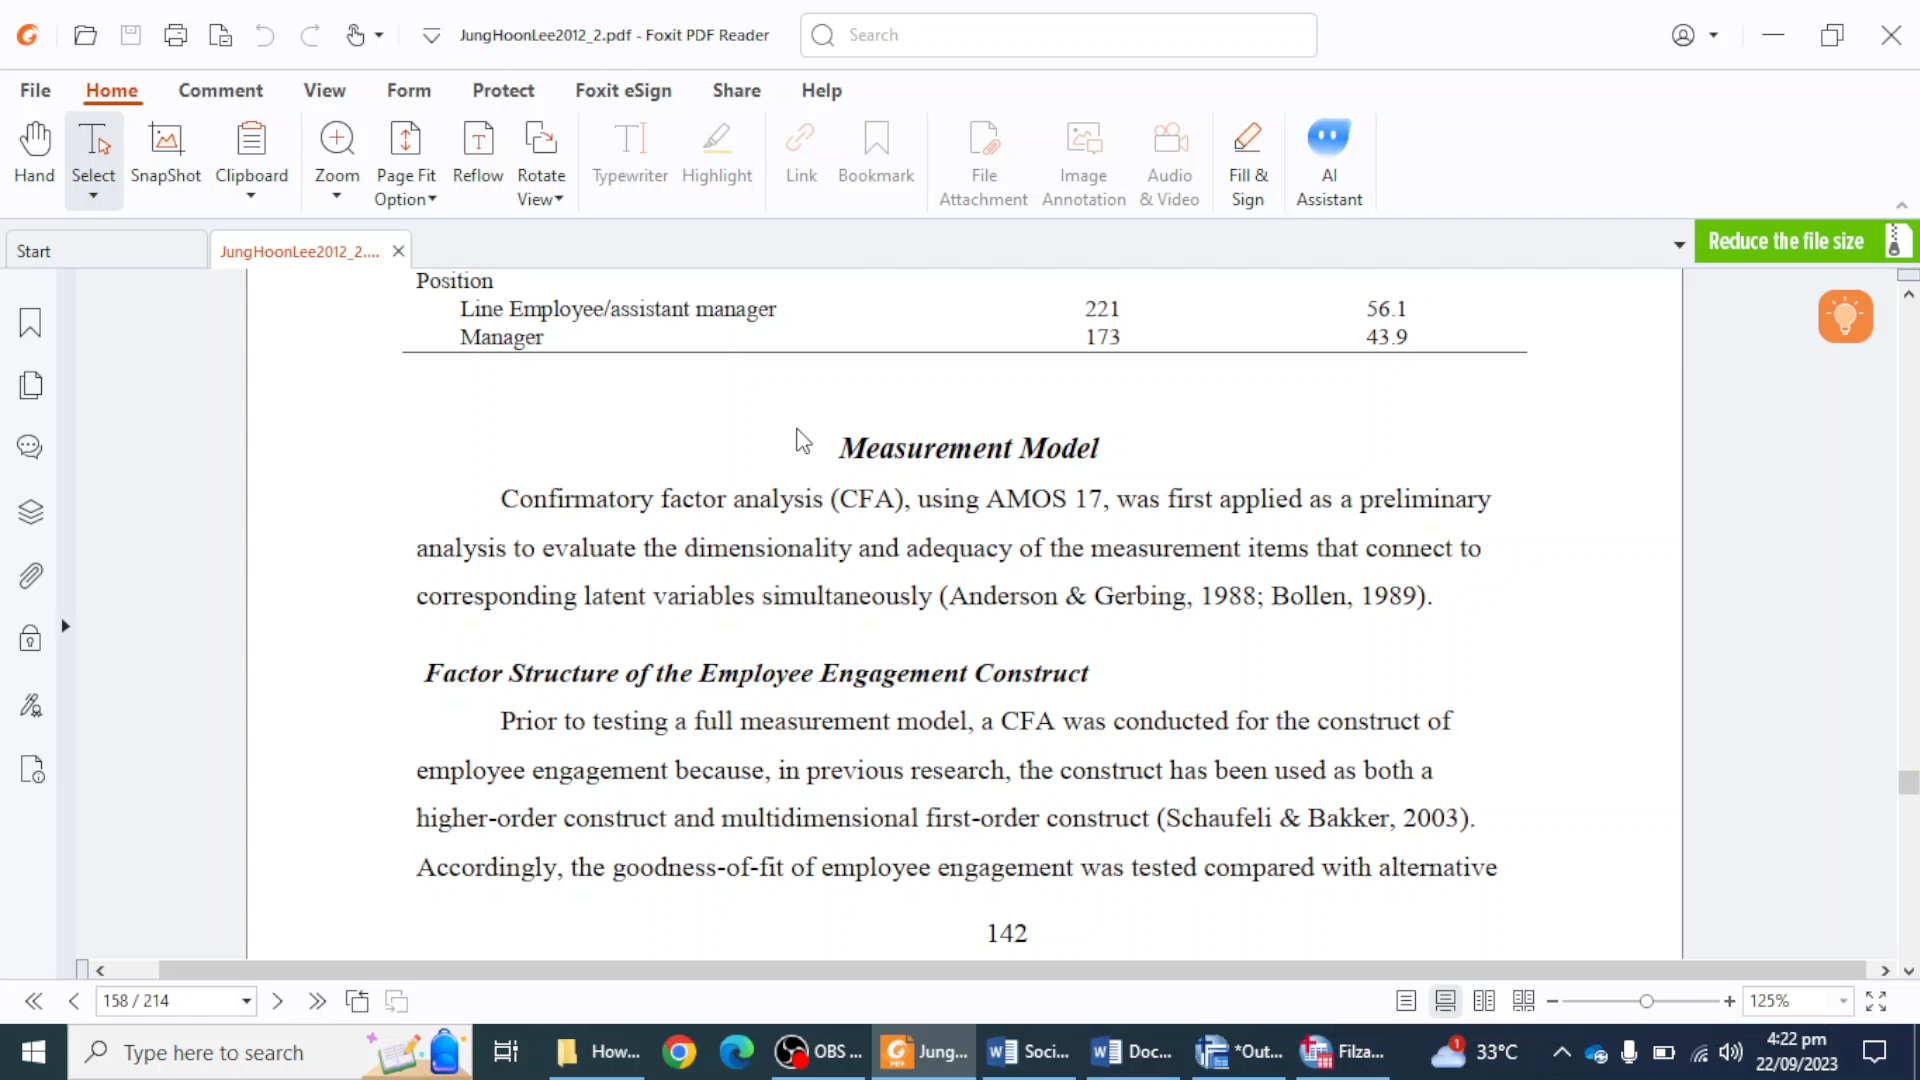 JungHoonLee2012_2.pdf - Foxit PDF Reader
Search
File Home Comment View Form Protect Foxit eSign Share Help
Hand Select SnapShot Clipboard Zoom Page Fit Option Reflow Rotate View Typewriter Highlight Link Bookmark File Attachment Image Annotation Audio & Video Fill & Sign AI Assistant
Start JungHoonLee2012_2.... Reduce the file size
Position
Line Employee/assistant manager 221 56.1
Manager 173 43.9
Measurement Model
Confirmatory factor analysis (CFA), using AMOS 17, was first applied as a preliminary
analysis to evaluate the dimensionality and adequacy of the measurement items that connect to
corresponding latent variables simultaneously (Anderson & Gerbing, 1988; Bollen, 1989).
Factor Structure of the Employee Engagement Construct
Prior to testing a full measurement model, a CFA was conducted for the construct of
employee engagement because, in previous research, the construct has been used as both a
higher-order construct and multidimensional first-order construct (Schaufeli & Bakker, 2003).
Accordingly, the goodness-of-fit of employee engagement was tested compared with alternative
142
158 / 214 125%
Type here to search How... OBS ... Jung... Soci... Doc... *Out... Filza... 1 33°C 4:22 pm
22/09/2023